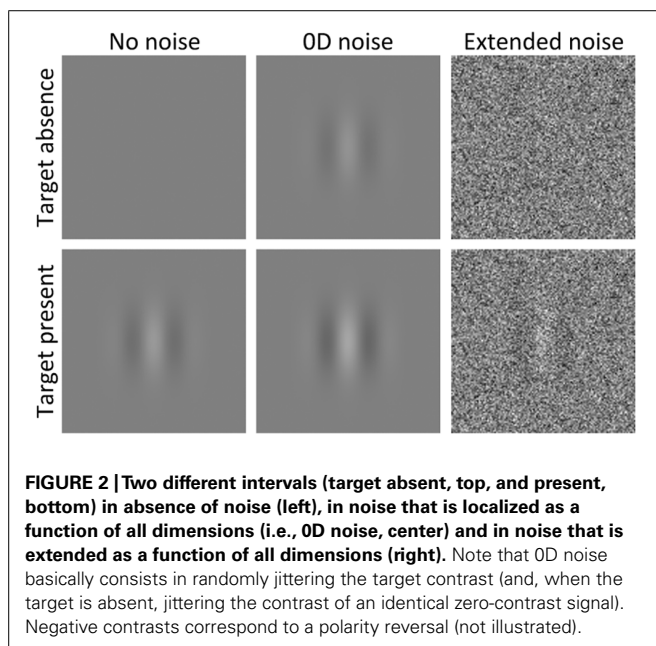 No noise 0D noise Extended noise
Target absence
Target present
FIGURE 2 | Two different intervals (target absent, top, and present,
bottom) in absence of noise (left), in noise that is localized as a
function of all dimensions (i.e., 0D noise, center) and in noise that is
extended as a function of all dimensions (right). Note that 0D noise
basically consists in randomly jittering the target contrast (and, when the
target is absent, jittering the contrast of an identical zero-contrast signal).
Negative contrasts correspond to a polarity reversal (not illustrated).